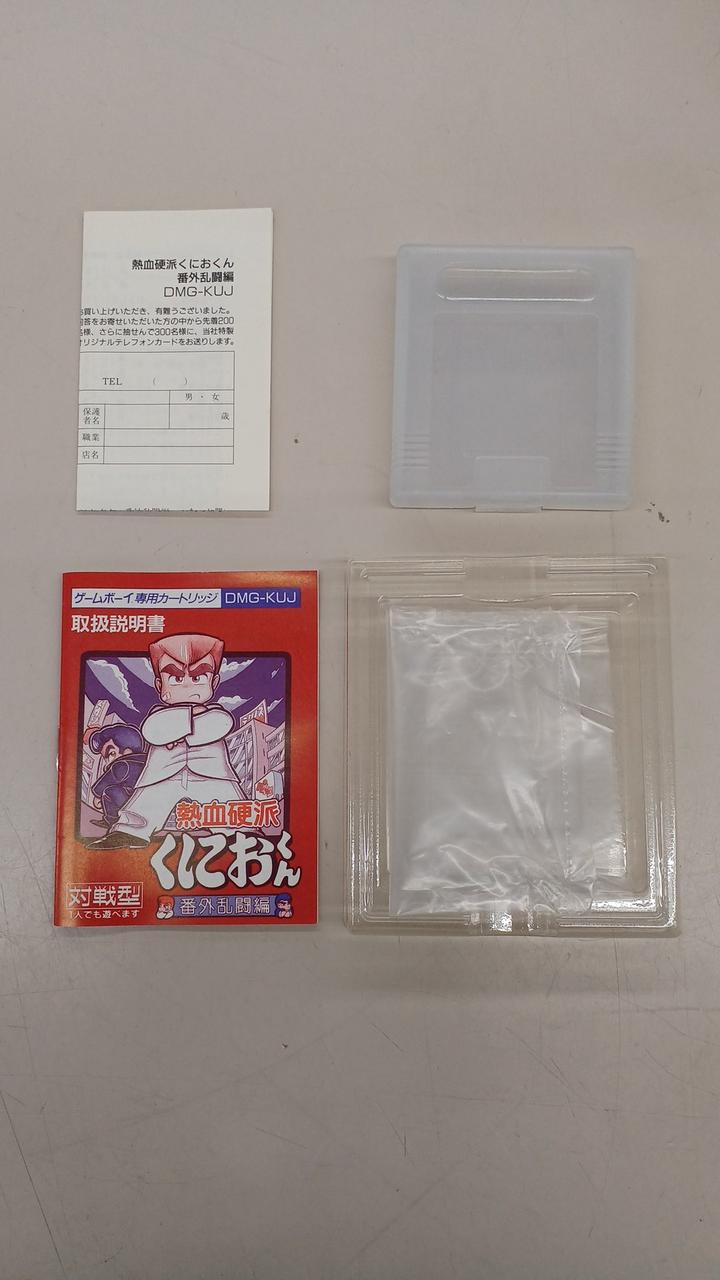 熱血硬派くにおくん
番外乱闘編
DMG-KUJ
買い上げいただき、有難うございました。
答をお寄せいただいた方の中から先着200
様、さらに抽せんで300名様に、当社特製
リジナルテレフォンカードをお送りします。
TEL （ ）
男・女
保護者名
歳
職業
店名
ゲームボーイ専用カートリッジ DMG-KUJ
取扱説明書
熱血硬派
くにおくん
対戦型
1人でも遊べます
番外乱闘編